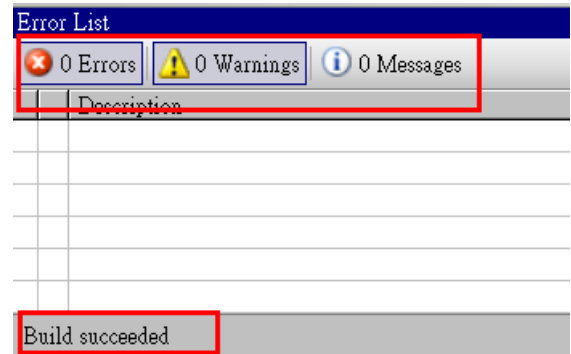 Error List
0 Errors 0 Warnings 0 Messages
Description
Build succeeded